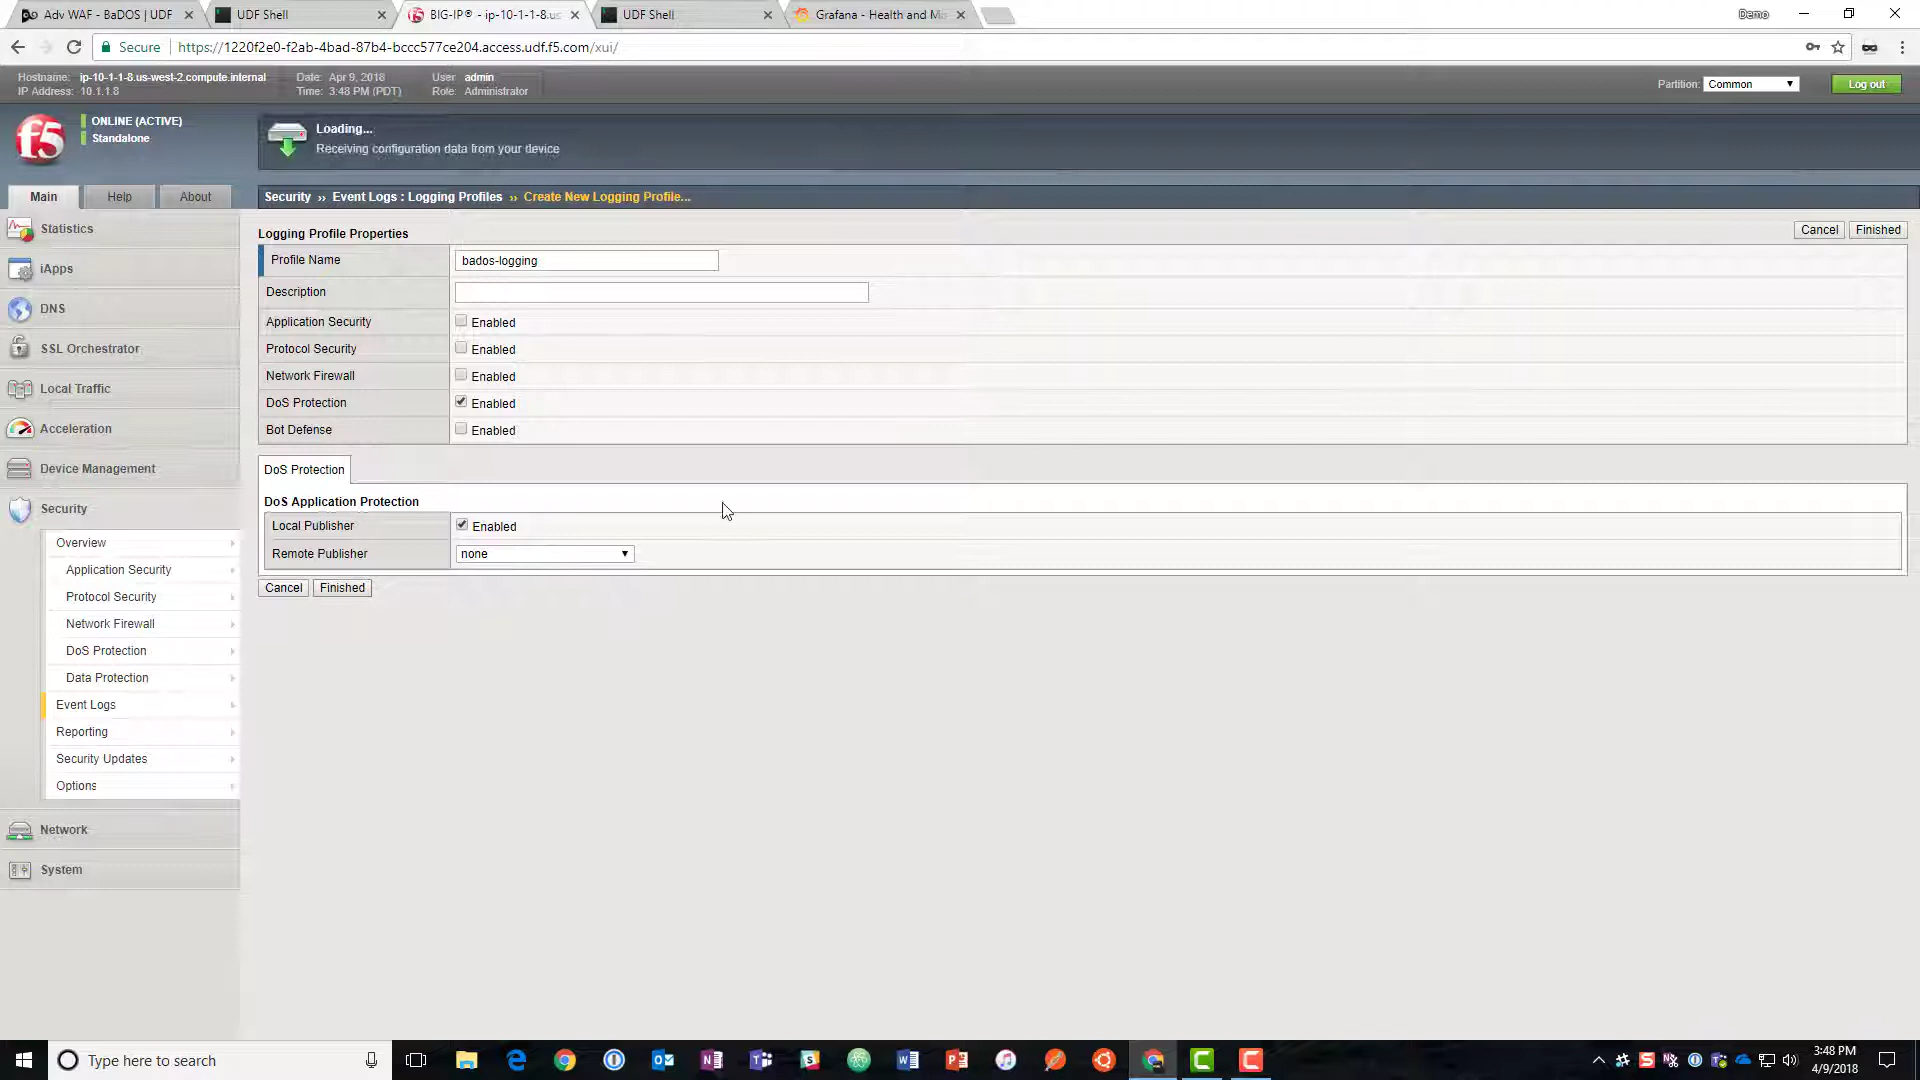 Adv WAF - BaDOS | UDF
UDF Shell
BIG-IP® - ip-10-1-1-8.us
UDF Shell
Grafana - Health and Mi
Demo
Secure
https://1220f2e0-f2ab-4bad-87b4-bccc577ce204.access.udf.f5.com/xui/
Hostname: ip-10-1-1-8.us-west-2.compute.internal
IP Address: 10.1.1.8
Date: Apr 9, 2018
Time: 3:48 PM (PDT)
User admin
Role: Administrator
Partition: Common
Log out
f5
ONLINE (ACTIVE)
Standalone
Loading...
Receiving configuration data from your device
Main
Help
About
Security ›› Event Logs : Logging Profiles ›› Create New Logging Profile...
Statistics
iApps
DNS
SSL Orchestrator
Local Traffic
Acceleration
Device Management
Security
Overview
Application Security
Protocol Security
Network Firewall
DoS Protection
Data Protection
Event Logs
Reporting
Security Updates
Options
Network
System
Logging Profile Properties
Cancel
Finished
Profile Name
bados-logging
Description
Application Security
Enabled
Protocol Security
Enabled
Network Firewall
Enabled
DoS Protection
Enabled
Bot Defense
Enabled
DoS Protection
DoS Application Protection
Local Publisher
Enabled
Remote Publisher
none
Cancel
Finished
Type here to search
3:48 PM
4/9/2018